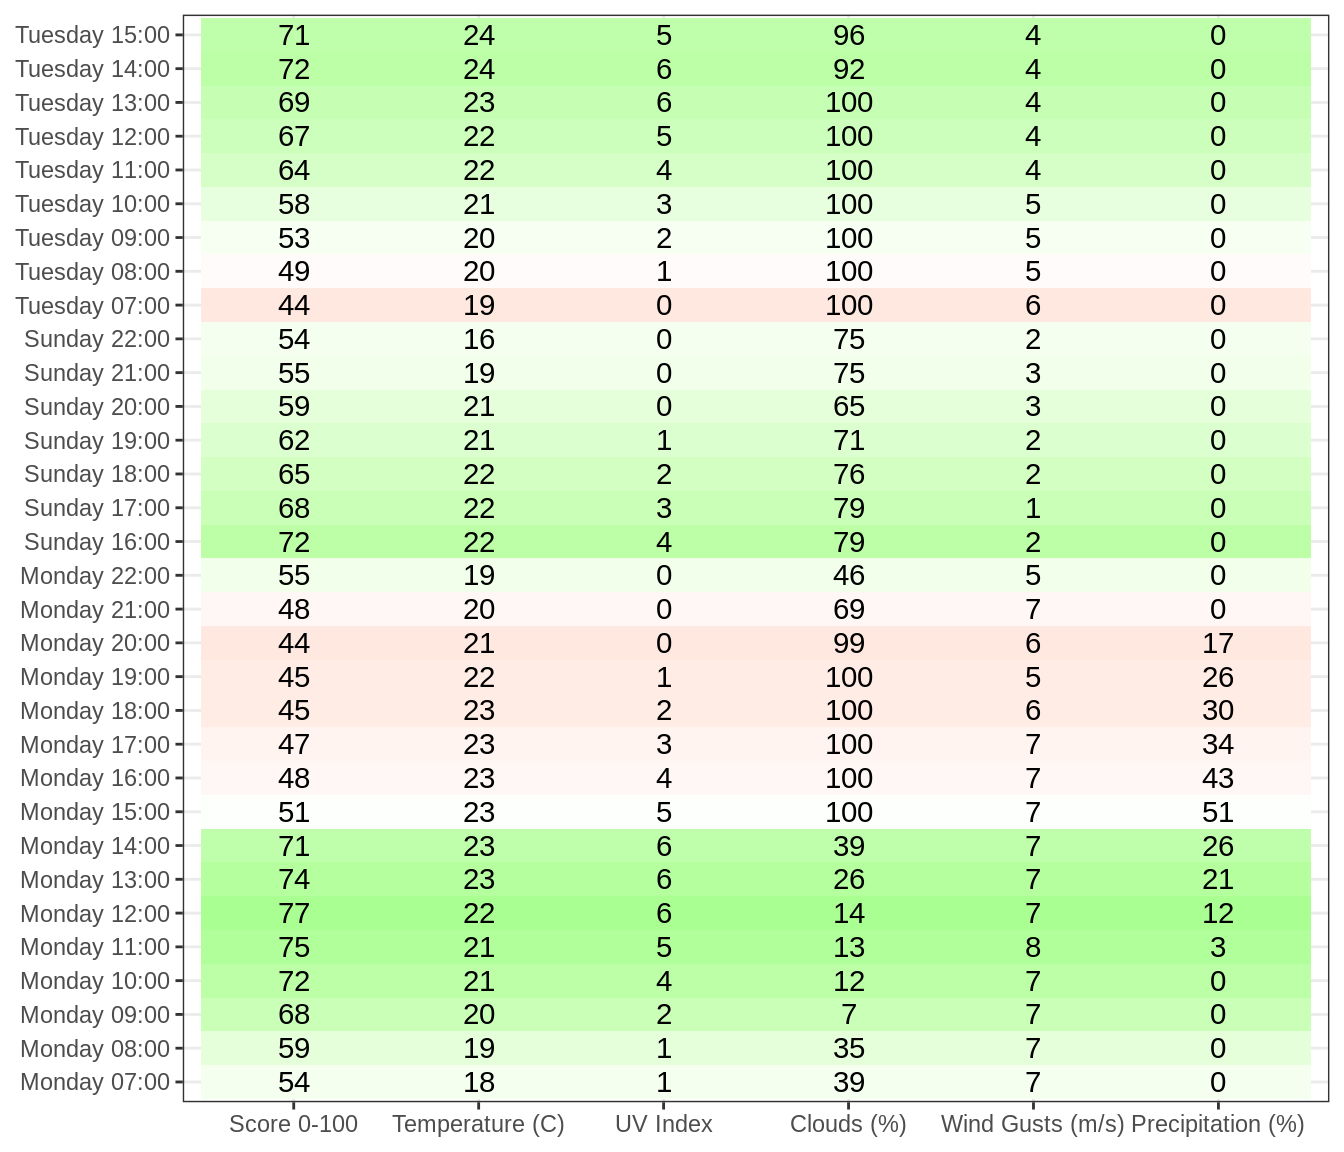 Tuesday 15:00 71 24 5 96 4 0
Tuesday 14:00 72 24 6 92 4 0
Tuesday 13:00 69 23 6 100 4 0
Tuesday 12:00 67 22 5 100 4 0
Tuesday 11:00 64 22 4 100 4 0
Tuesday 10:00 58 21 3 100 5 0
Tuesday 09:00 53 20 2 100 5 0
Tuesday 08:00 49 20 1 100 5 0
Tuesday 07:00 44 19 0 100 6 0
Sunday 22:00 54 16 0 75 2 0
Sunday 21:00 55 19 0 75 3 0
Sunday 20:00 59 21 0 65 3 0
Sunday 19:00 62 21 1 71 2 0
Sunday 18:00 65 22 2 76 2 0
Sunday 17:00 68 22 3 79 1 0
Sunday 16:00 72 22 4 79 2 0
Monday 22:00 55 19 0 46 5 0
Monday 21:00 48 20 0 69 7 0
Monday 20:00 44 21 0 99 6 17
Monday 19:00 45 22 1 100 5 26
Monday 18:00 45 23 2 100 6 30
Monday 17:00 47 23 3 100 7 34
Monday 16:00 48 23 4 100 7 43
Monday 15:00 51 23 5 100 7 51
Monday 14:00 71 23 6 39 7 26
Monday 13:00 74 23 6 26 7 21
Monday 12:00 77 22 6 14 7 12
Monday 11:00 75 21 5 13 8 3
Monday 10:00 72 21 4 12 7 0
Monday 09:00 68 20 2 7 7 0
Monday 08:00 59 19 1 35 7 0
Monday 07:00 54 18 1 39 7 0
Score 0-100 Temperature (C) UV Index Clouds (%) Wind Gusts (m/s) Precipitation (%)